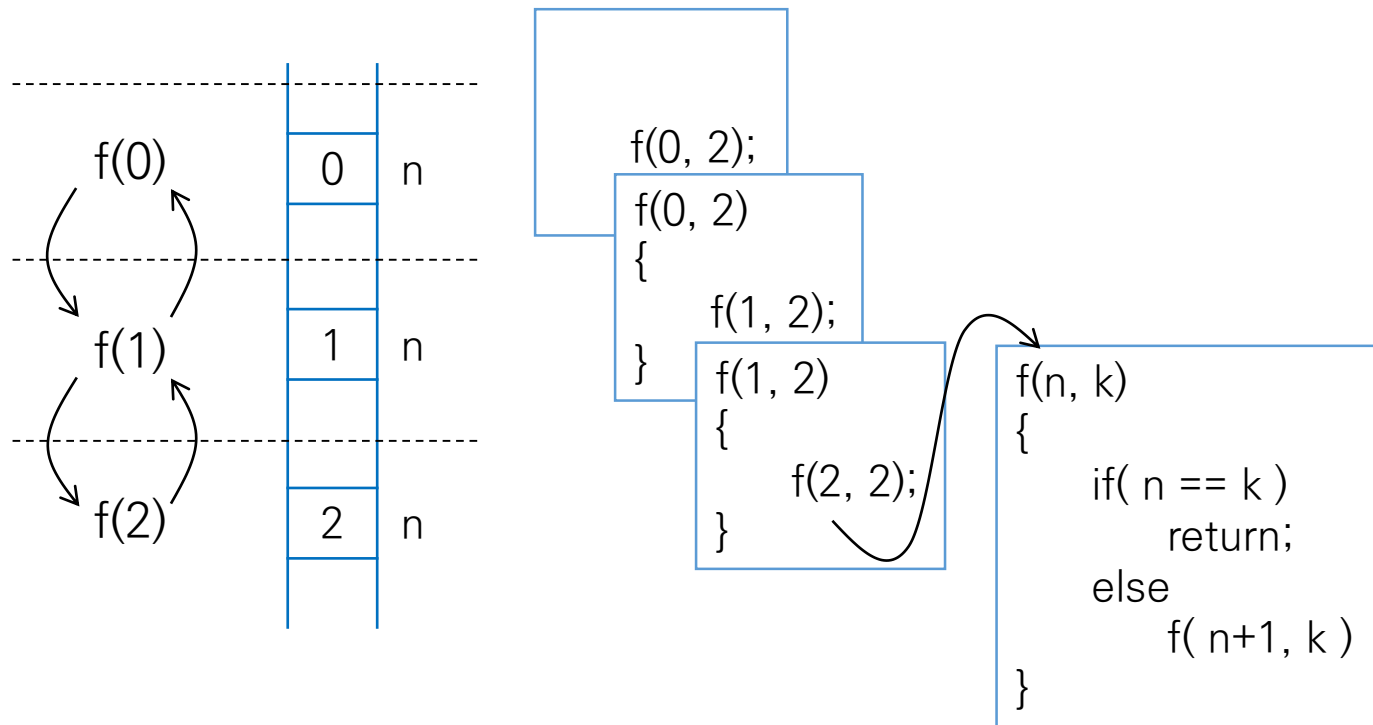 f(0)
0 n
f(1)
1 n
f(2)
2 n
f(0, 2);
f(0, 2)
{
f(1, 2);
}
f(1, 2)
{
f(2, 2);
}
f(n, k)
{
if( n == k )
return;
else
f( n+1, k )
}